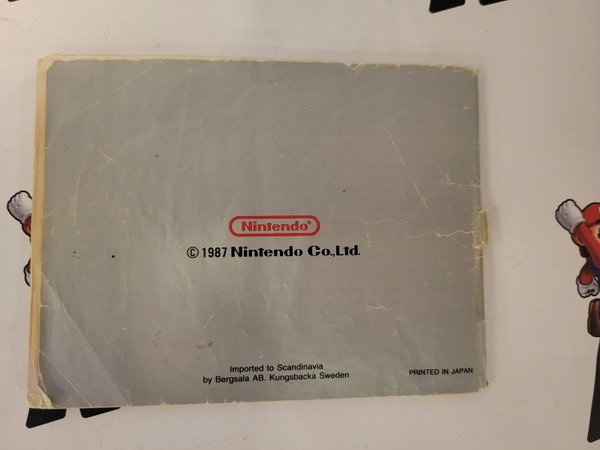 Nintendo®
© 1987 Nintendo Co.,Ltd.
Imported to Scandinavia
by Bergsala AB. Kungsbacka Sweden
PRINTED IN JAPAN